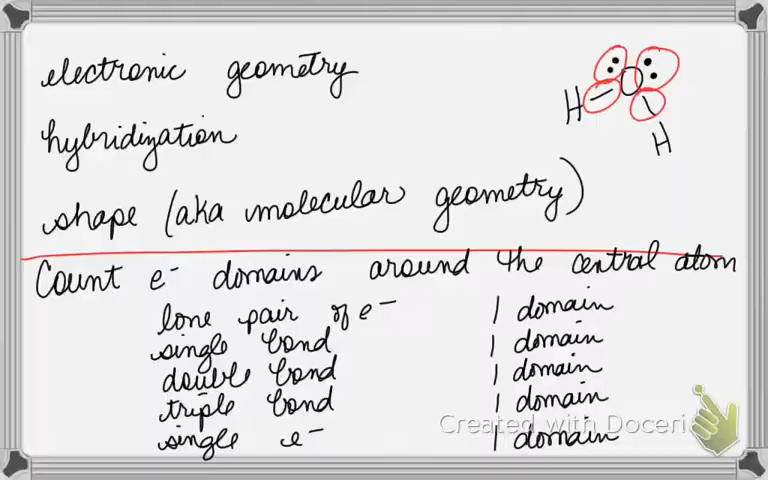 electronic geometry
hybridization
shape (aka molecular geometry)
H O
H
Count e⁻ domains around the central atom
lone pair of e⁻ 1 domain
single bond 1 domain
double bond 1 domain
triple bond 1 domain
single e⁻ 1 domain
Created with Doceri